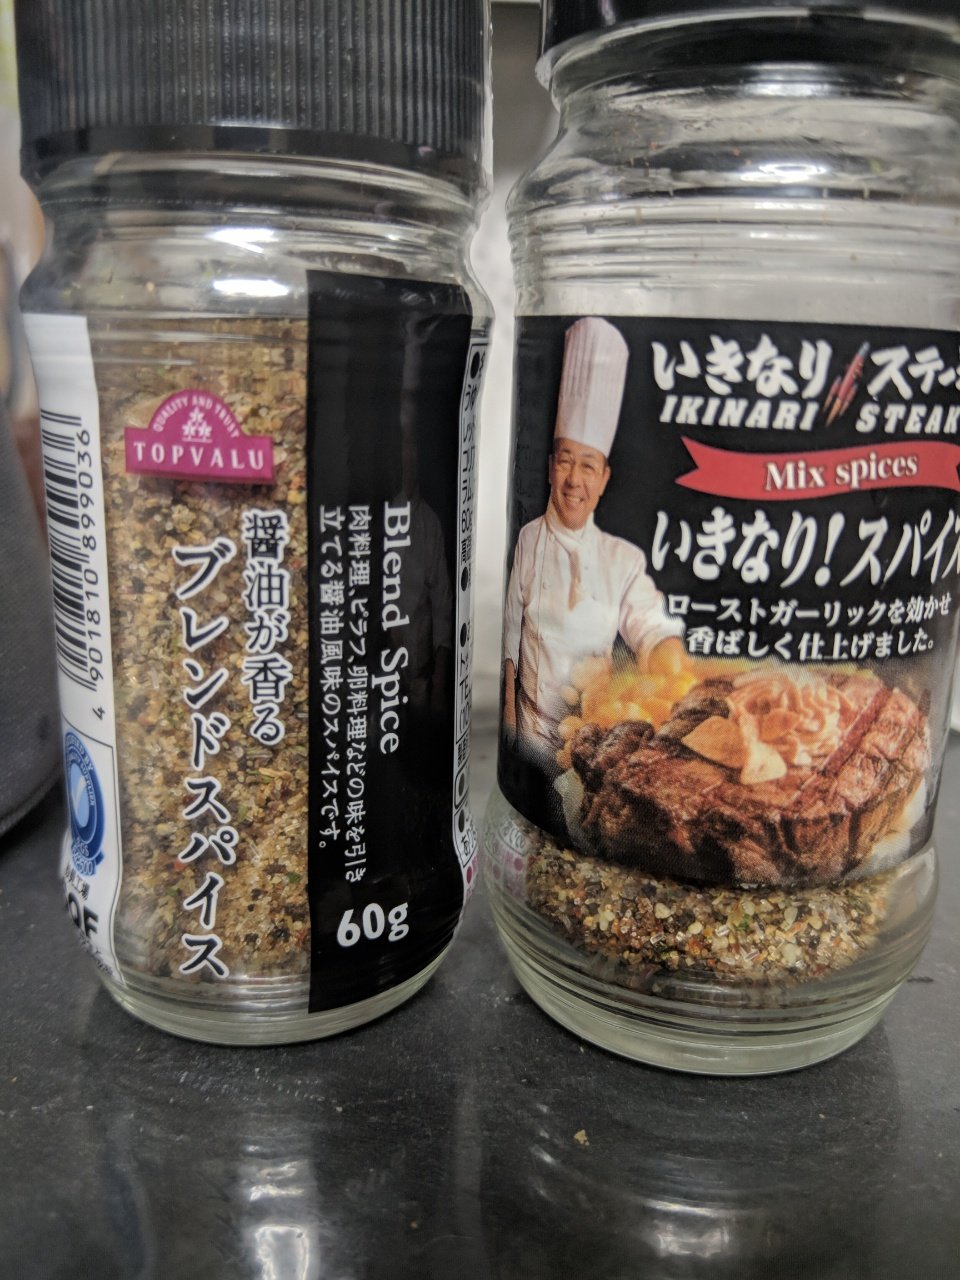 QUALITY AND TRUST
TOPVALU
醤油が香る
ブレンドスパイス
Blend Spice
肉料理、ピラフ、卵料理などの味を引き
立てる醤油風味のスパイスです。
60g
4 901810 899036
いきなりステー
IKINARI STEAK
Mix spices
いきなり!スパイス
ローストガーリックを効かせ
香ばしく仕上げました。